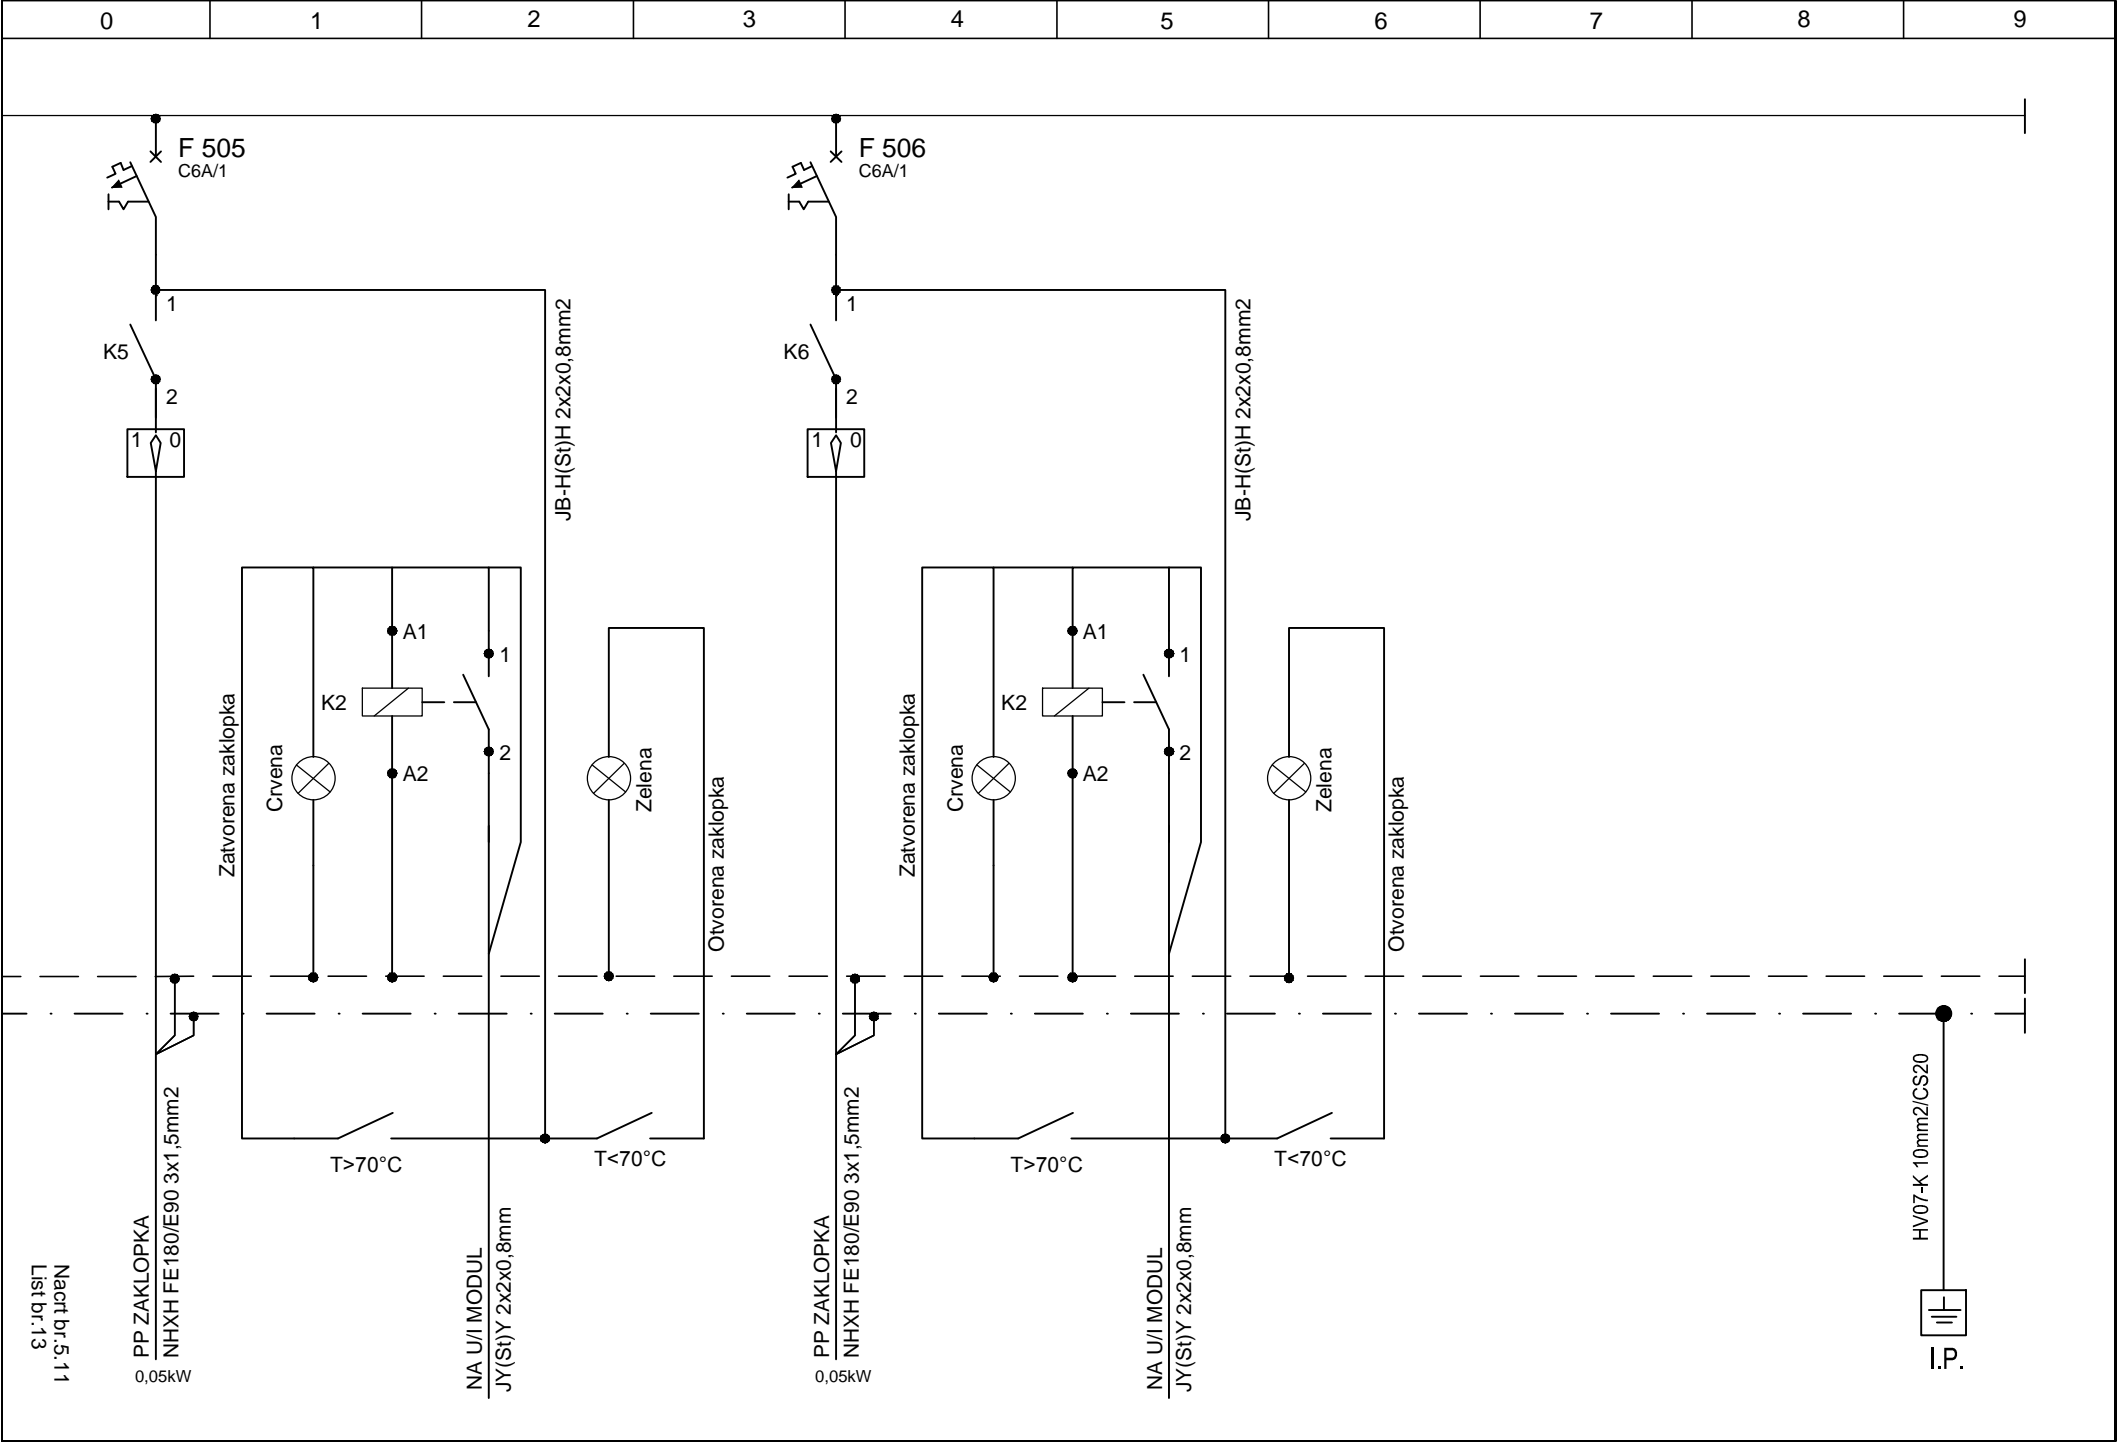 0 1 2 3 4 5 6 7 8 9
F 505
C6A/1
1
K5
2
1 0
JB-H(St)H 2x2x0,8mm2
Zatvorena zaklopka
Crvena
K2
A1
A2
1
2
Zelena
Otvorena zaklopka
T>70°C
T<70°C
PP ZAKLOPKA
NHXH FE180/E90 3x1,5mm2
0,05kW
NA U/I MODUL
JY(St)Y 2x2x0,8mm
F 506
C6A/1
1
K6
2
1 0
JB-H(St)H 2x2x0,8mm2
Zatvorena zaklopka
Crvena
K2
A1
A2
1
2
Zelena
Otvorena zaklopka
T>70°C
T<70°C
PP ZAKLOPKA
NHXH FE180/E90 3x1,5mm2
0,05kW
NA U/I MODUL
JY(St)Y 2x2x0,8mm
HV07-K 10mm2/CS20
I.P.
Nacrt br.5.11
List br.13